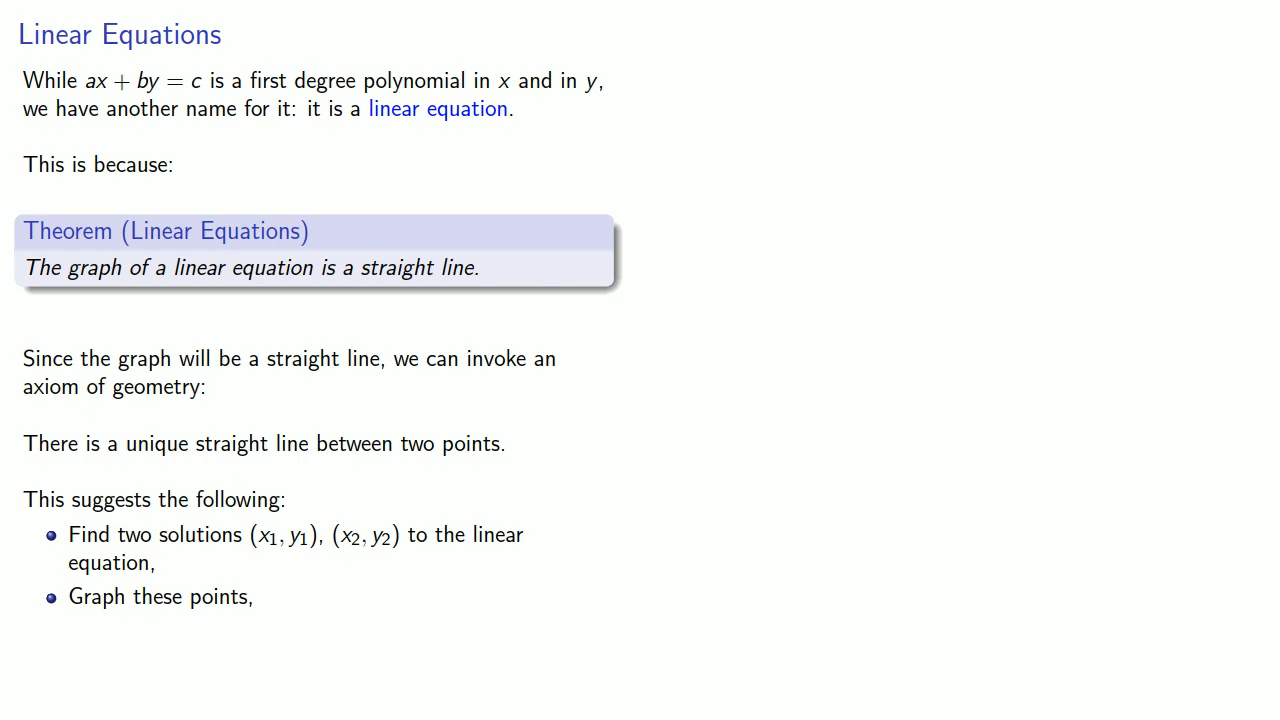 Linear Equations
While ax + by = c is a first degree polynomial in x and in y,
we have another name for it: it is a linear equation.
This is because:
Theorem (Linear Equations)
The graph of a linear equation is a straight line.
Since the graph will be a straight line, we can invoke an
axiom of geometry:
There is a unique straight line between two points.
This suggests the following:
Find two solutions (x₁, y₁), (x₂, y₂) to the linear
equation,
Graph these points,